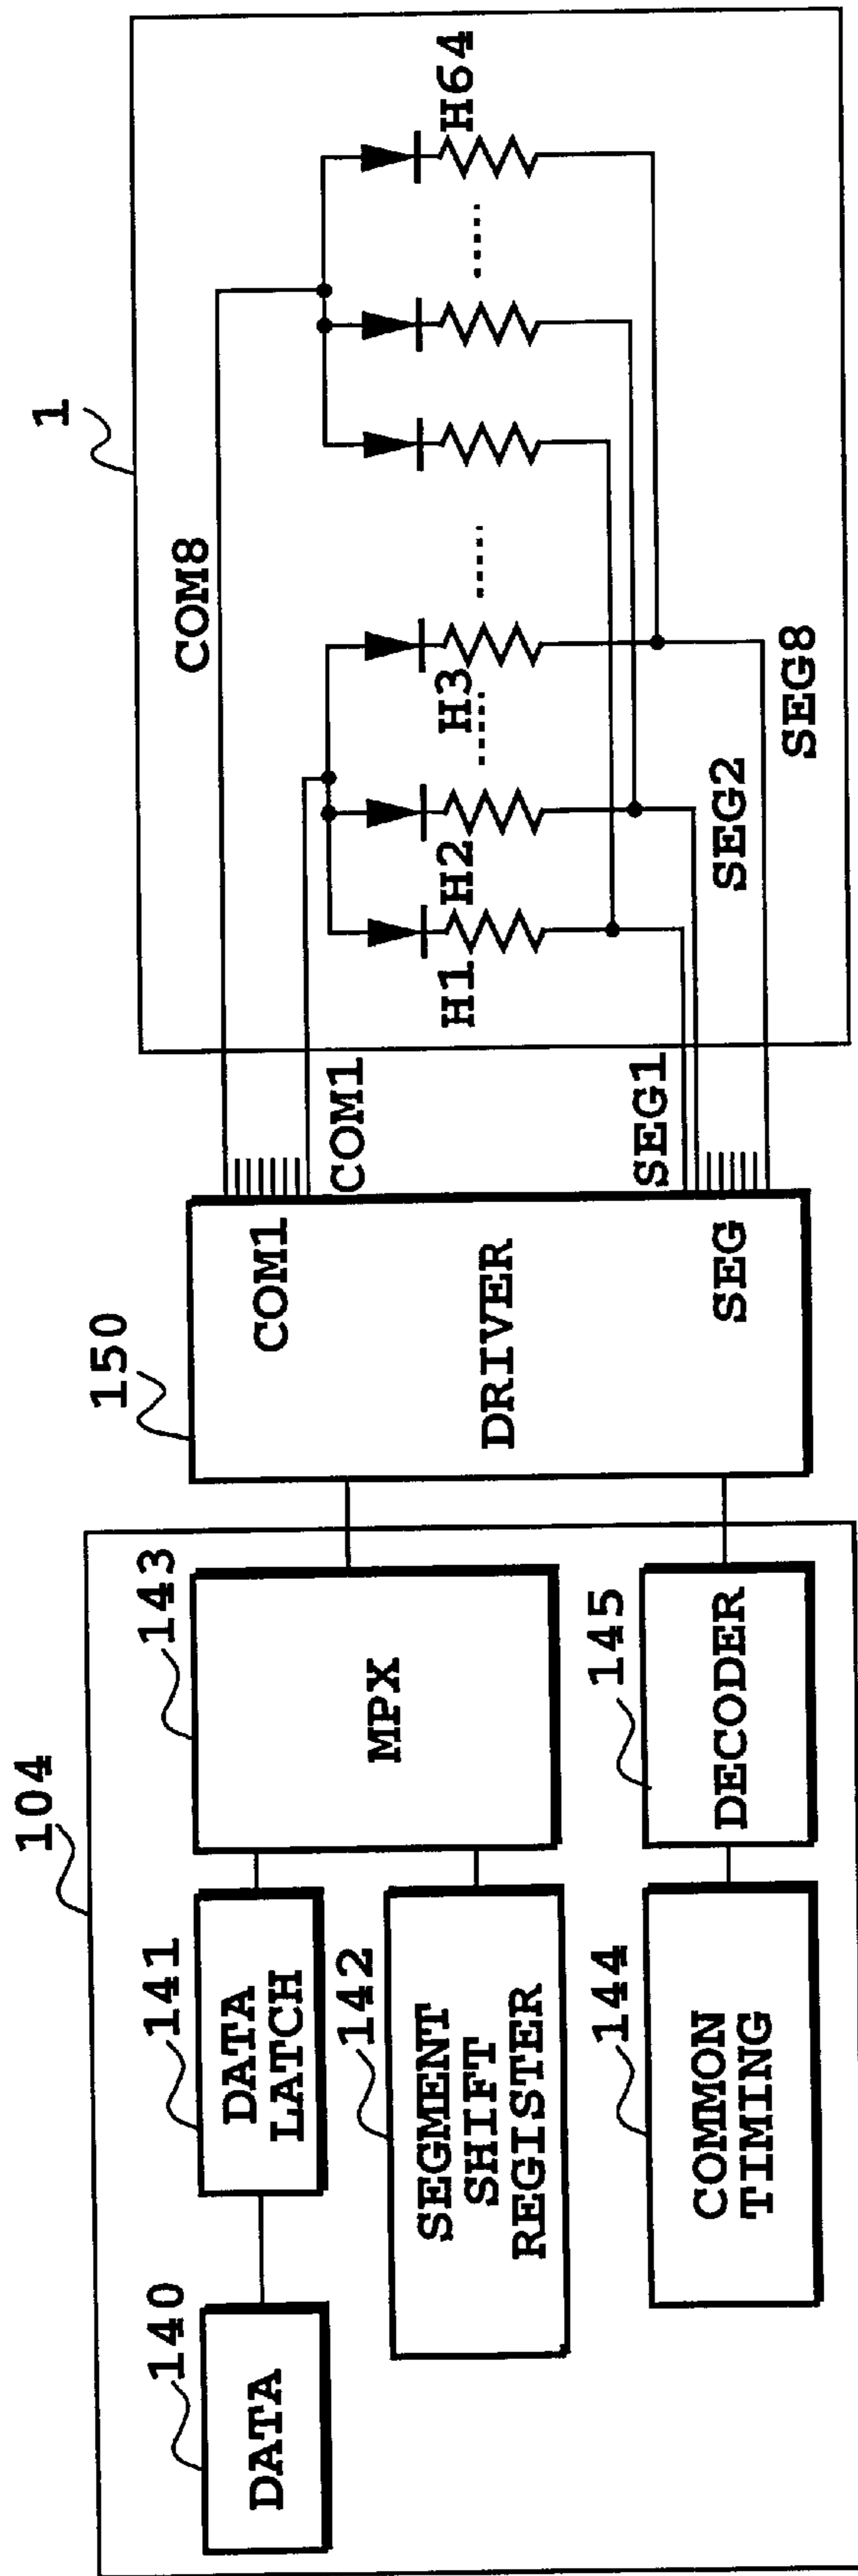 104
140
DATA
141
DATA
LATCH
142
SEGMENT
SHIFT
REGISTER
143
MPX
144
COMMON
TIMING
145
DECODER
150
COM1
DRIVER
SEG
COM1
SEG1
1
COM8
H1
H2
H3
H64
SEG2
SEG8